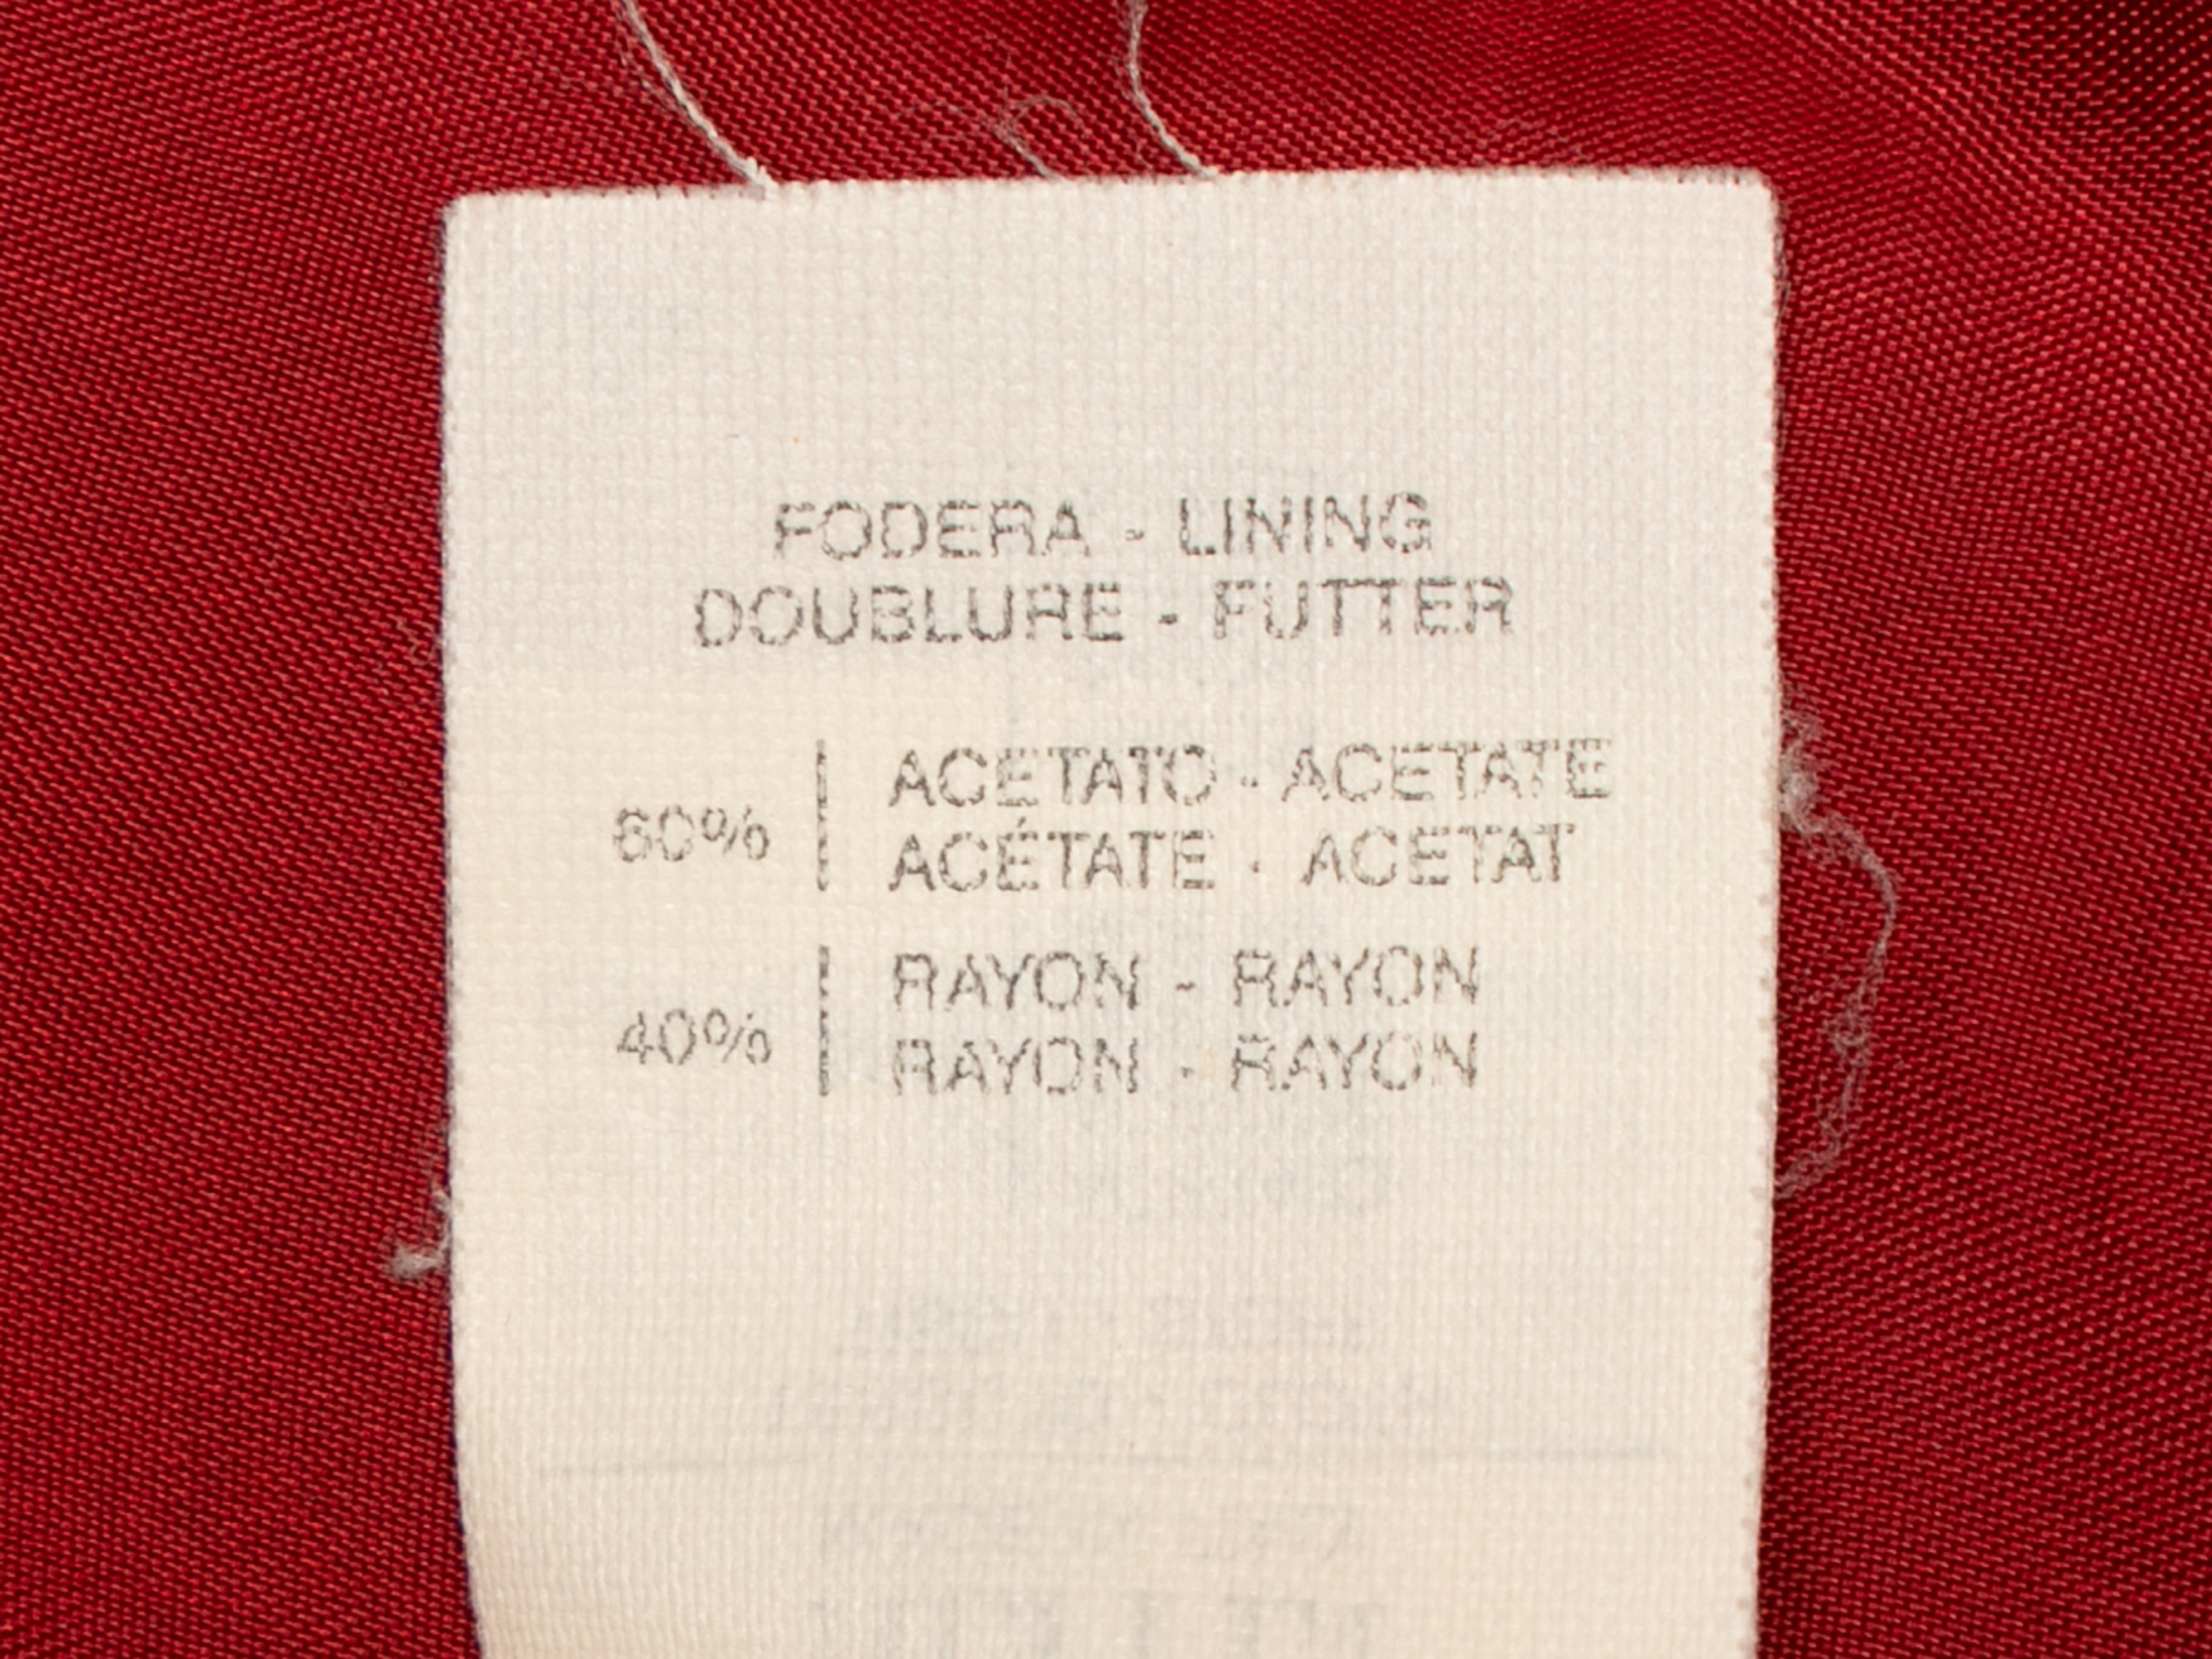 FODERA - LINING
DOUBLURE - FUTTER
60% | ACETATO - ACETATE
ACÉTATE - ACETAT
40% | RAYON - RAYON
RAYON - RAYON